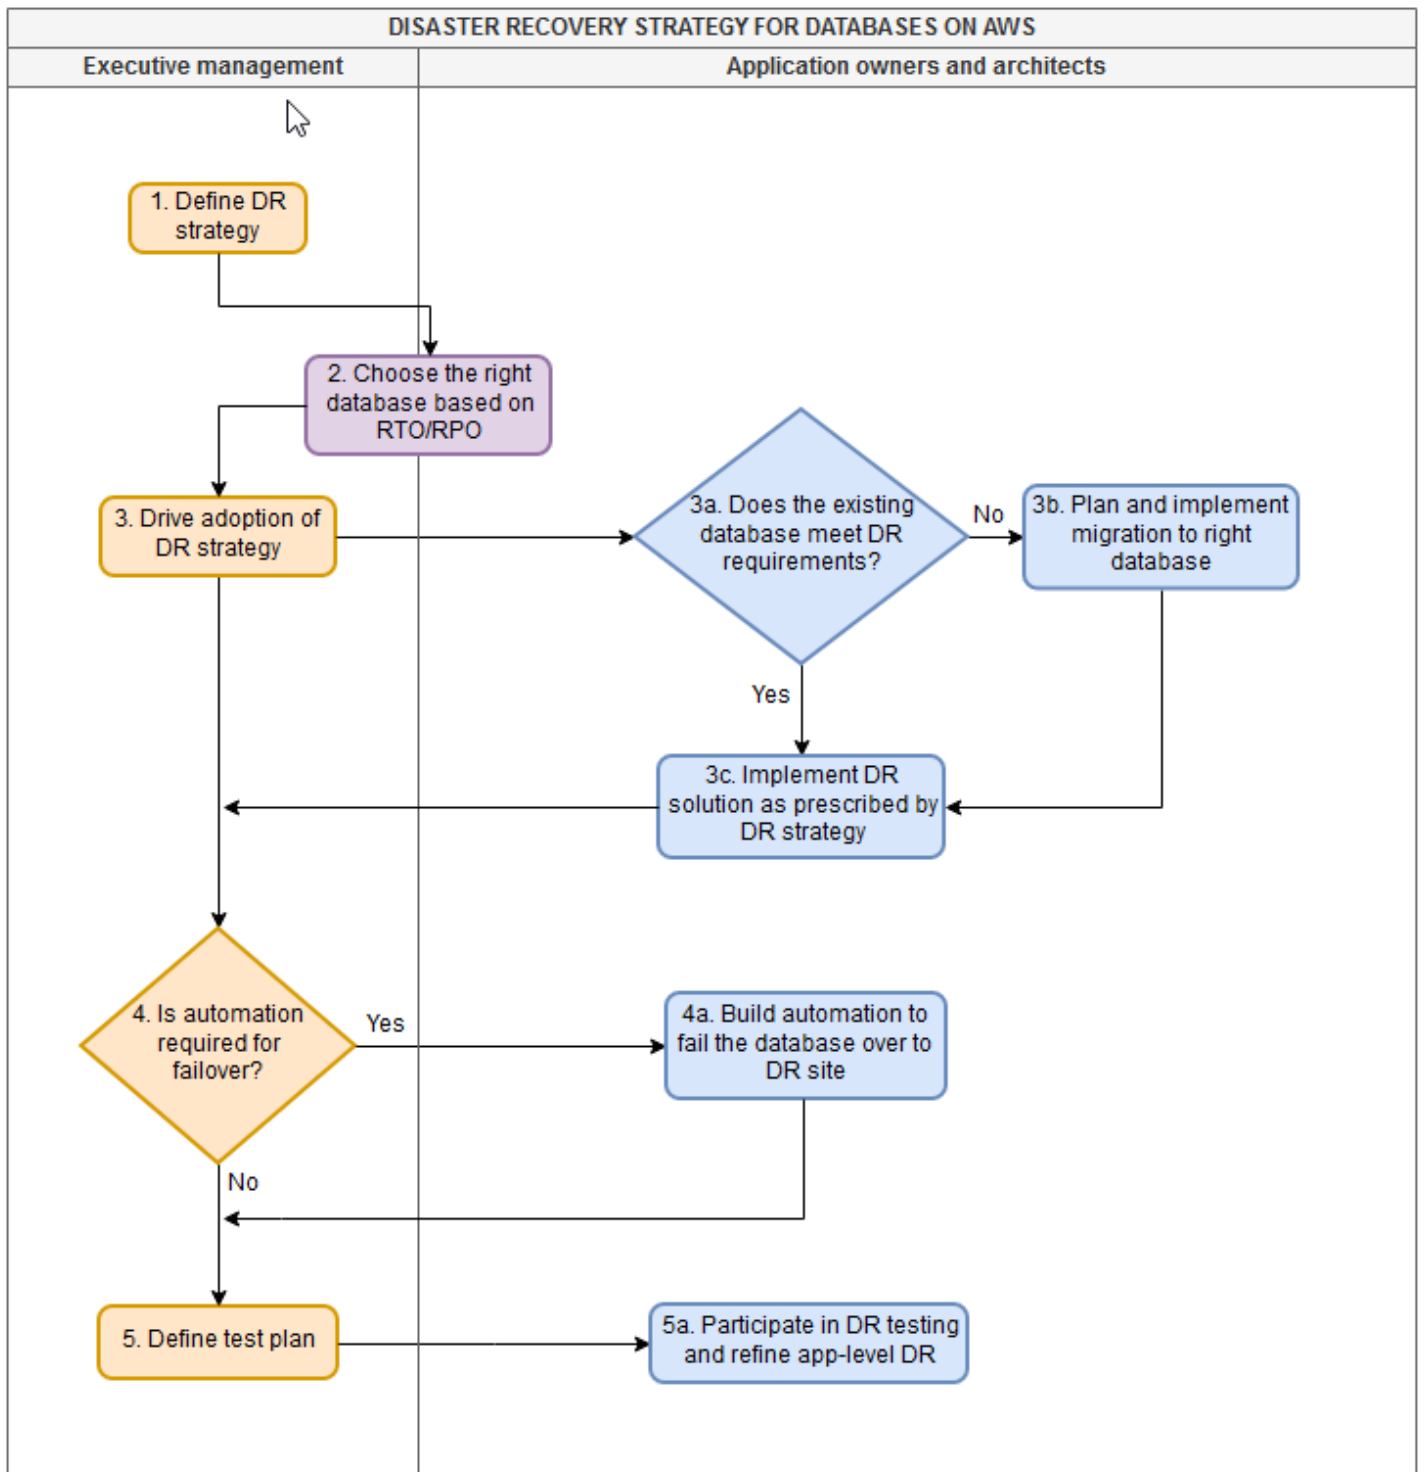 DISASTER RECOVERY STRATEGY FOR DATABASES ON AWS
Executive management
Application owners and architects
1. Define DR
strategy
2. Choose the right
database based on
RTO/RPO
3. Drive adoption of
DR strategy
3a. Does the existing
database meet DR
requirements?
No
3b. Plan and implement
migration to right
database
Yes
3c. Implement DR
solution as prescribed by
DR strategy
4. Is automation
required for
failover?
Yes
4a. Build automation to
fail the database over to
DR site
No
5. Define test plan
5a. Participate in DR testing
and refine app-level DR